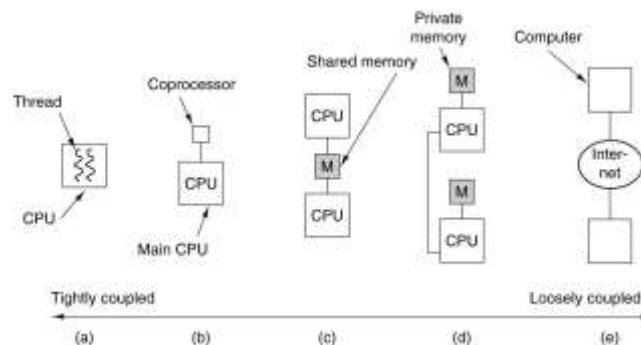 Private
memory
Computer
Shared memory
Coprocessor
Thread
M
CPU
CPU
M
Inter-
net
CPU
M
CPU
CPU
CPU
Main CPU
Tightly coupled
Loosely coupled
(a)
(b)
(c)
(d)
(e)